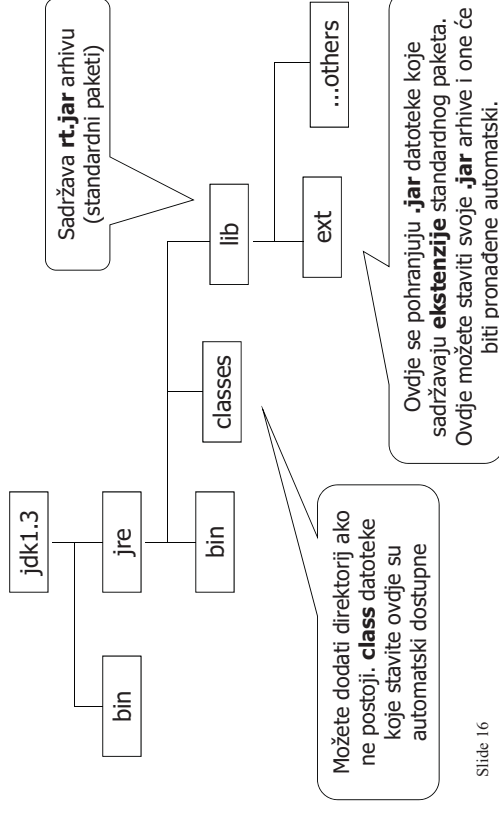 jdk1.3
bin
jre
bin
classes
lib
ext
...others
Sadržava rt.jar arhivu
(standardni paketi)
Možete dodati direktorij ako
ne postoji. class datoteke
koje stavite ovdje su
automatski dostupne
Ovdje se pohranjuju .jar datoteke koje
sadržavaju ekstenzije standardnog paketa.
Ovdje možete staviti svoje .jar arhive i one će
biti pronađene automatski.
Slide 16